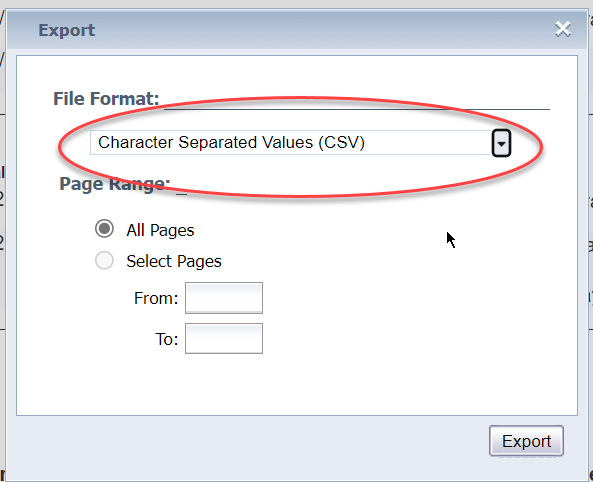 Export
File Format:
Character Separated Values (CSV)
Page Range:
All Pages
Select Pages
From:
To:
Export